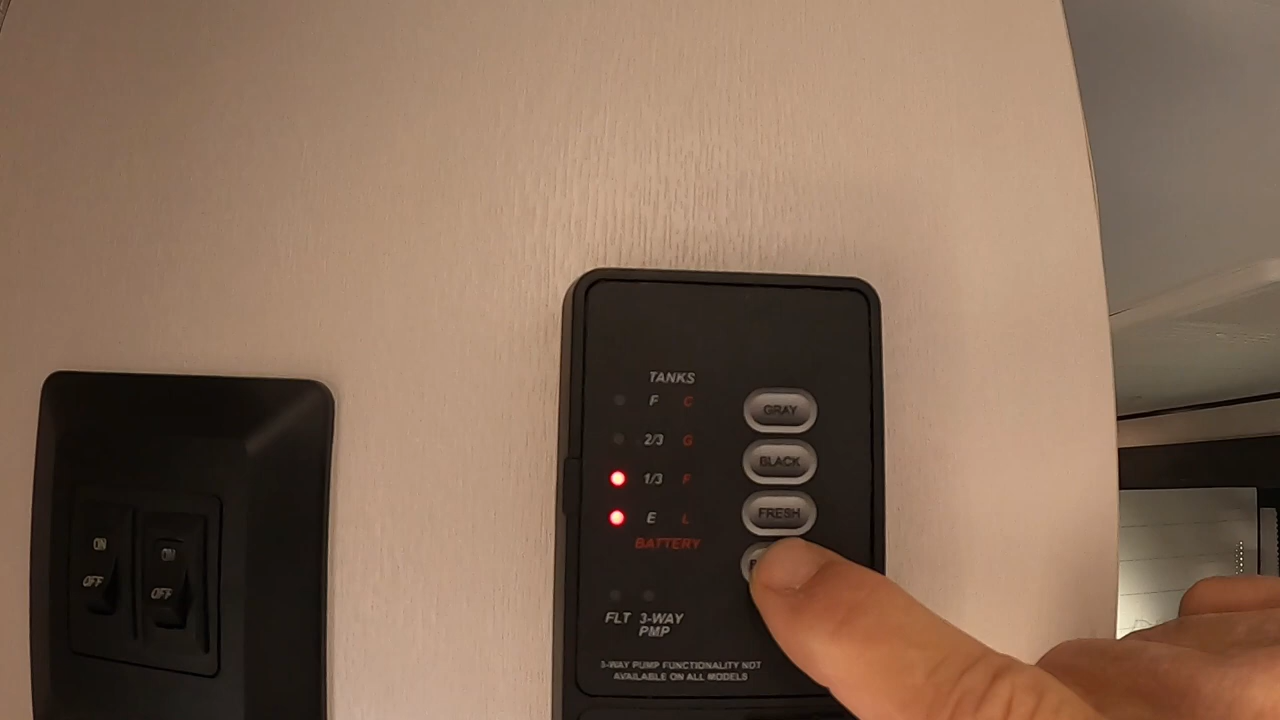 TANKS
F C
2/3 G
1/3 F
E L
BATTERY
GRAY
BLACK
FRESH
FLT 3-WAY
PMP
3-WAY PUMP FUNCTIONALITY NOT
AVAILABLE ON ALL MODELS
ON
OFF
ON
OFF